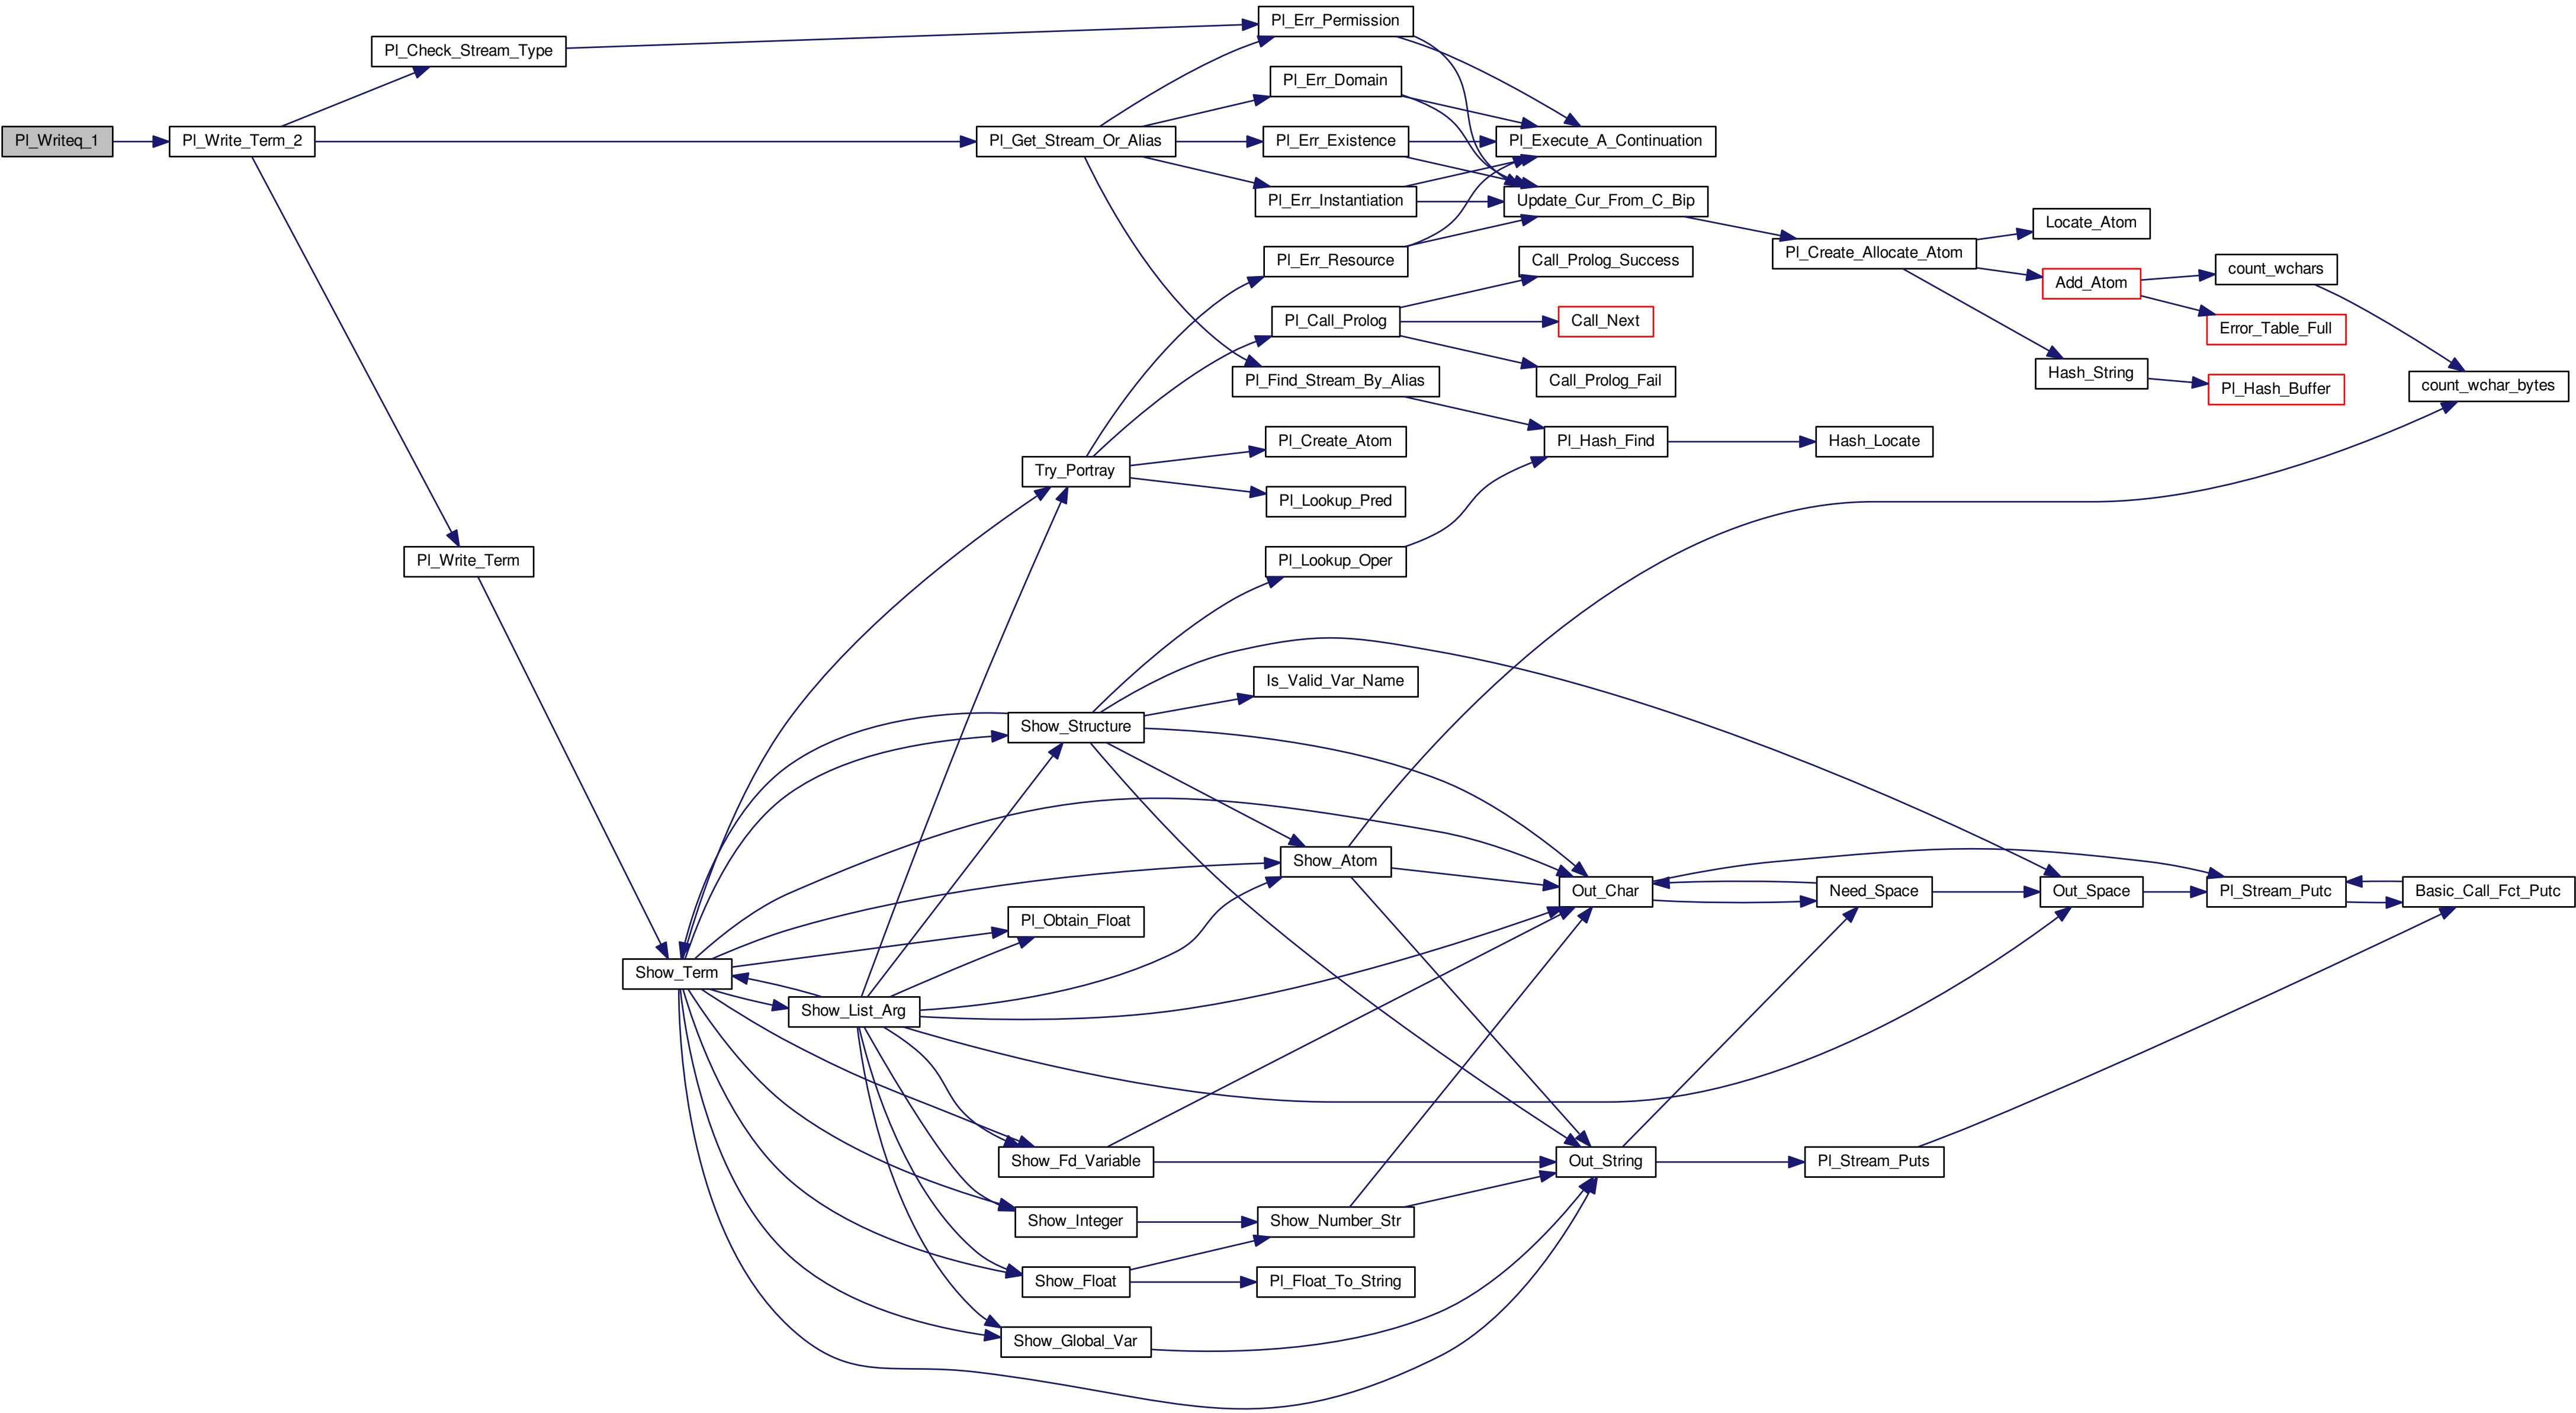 Pl_Writeq_1
Pl_Write_Term_2
Pl_Check_Stream_Type
Pl_Write_Term
Show_Term
Show_List_Arg
Pl_Get_Stream_Or_Alias
Try_Portray
Show_Structure
Pl_Obtain_Float
Show_Fd_Variable
Show_Integer
Show_Float
Show_Global_Var
Pl_Err_Permission
Pl_Err_Domain
Pl_Err_Existence
Pl_Err_Instantiation
Pl_Err_Resource
Pl_Call_Prolog
Pl_Find_Stream_By_Alias
Pl_Create_Atom
Pl_Lookup_Pred
Pl_Lookup_Oper
Is_Valid_Var_Name
Show_Atom
Show_Number_Str
Pl_Float_To_String
Pl_Execute_A_Continuation
Update_Cur_From_C_Bip
Call_Prolog_Success
Call_Next
Call_Prolog_Fail
Pl_Hash_Find
Out_Char
Out_String
Pl_Create_Allocate_Atom
Hash_Locate
Need_Space
Pl_Stream_Puts
Locate_Atom
Add_Atom
Hash_String
Out_Space
count_wchars
Error_Table_Full
Pl_Hash_Buffer
Pl_Stream_Putc
count_wchar_bytes
Basic_Call_Fct_Putc